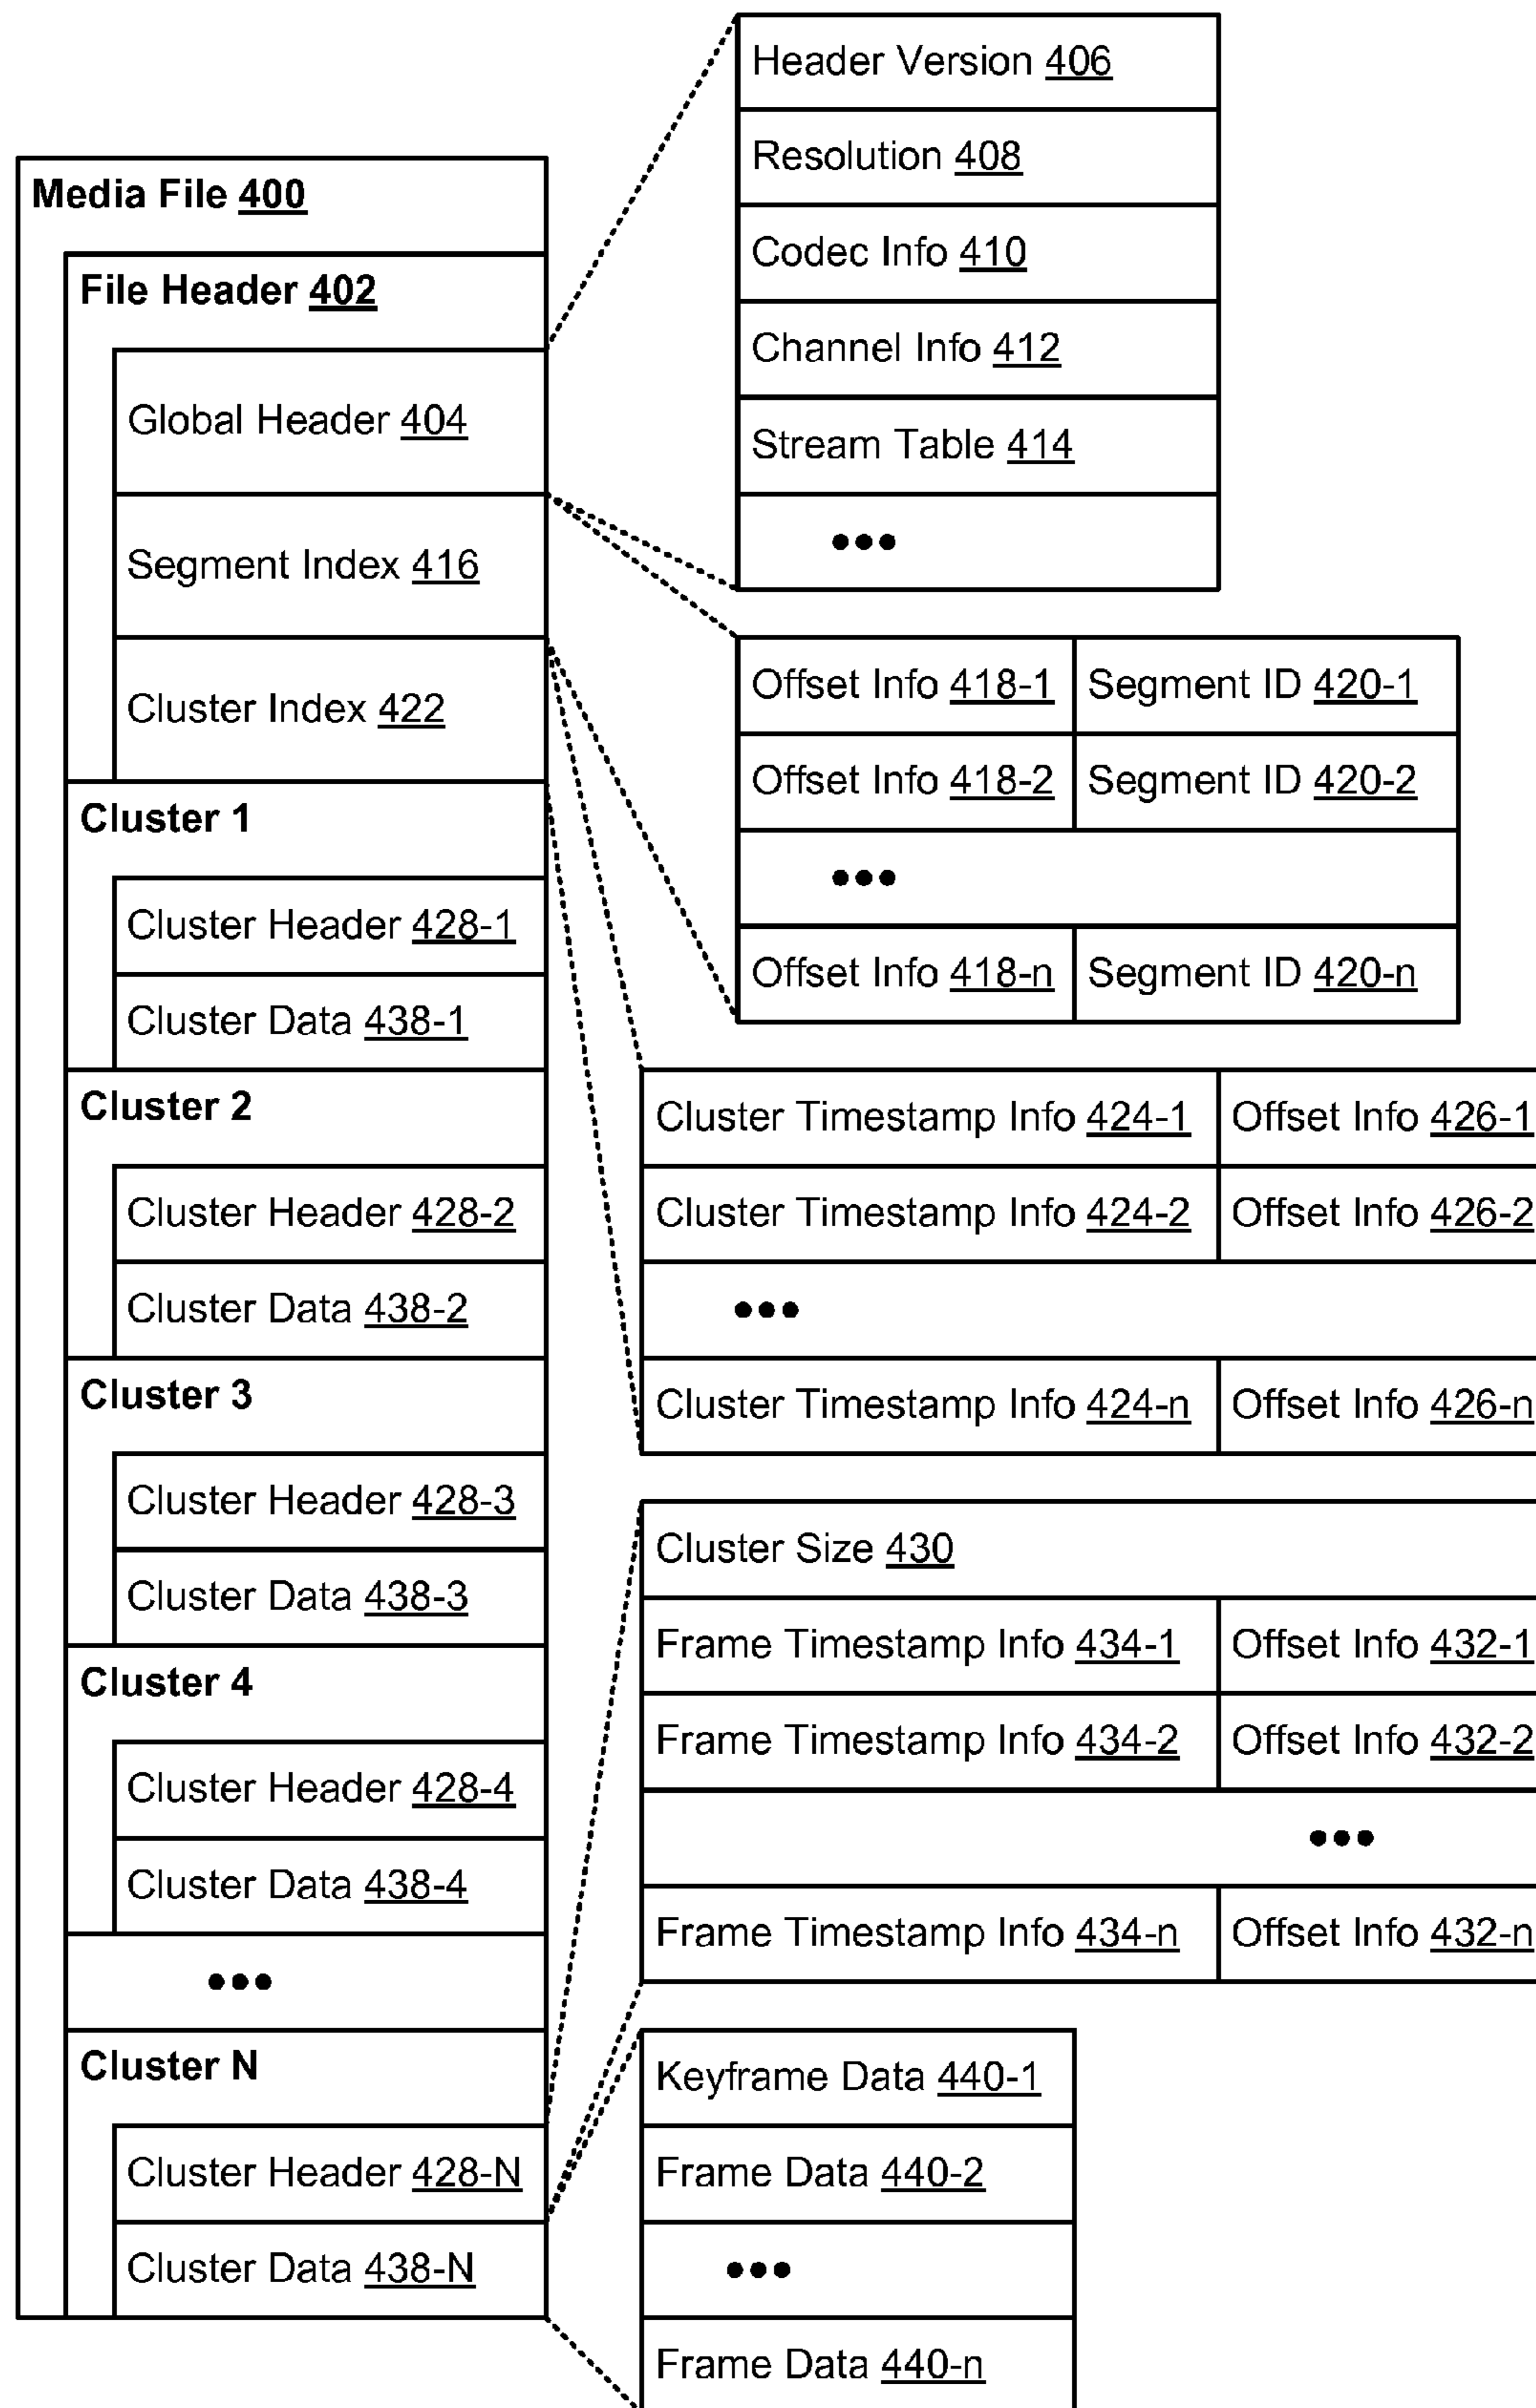 Media File 400
File Header 402
Global Header 404
Segment Index 416
Cluster Index 422
Cluster 1
Cluster Header 428-1
Cluster Data 438-1
Cluster 2
Cluster Header 428-2
Cluster Data 438-2
Cluster 3
Cluster Header 428-3
Cluster Data 438-3
Cluster 4
Cluster Header 428-4
Cluster Data 438-4
•••
Cluster N
Cluster Header 428-N
Cluster Data 438-N
Header Version 406
Resolution 408
Codec Info 410
Channel Info 412
Stream Table 414
•••
Offset Info 418-1 Segment ID 420-1
Offset Info 418-2 Segment ID 420-2
•••
Offset Info 418-n Segment ID 420-n
Cluster Timestamp Info 424-1 Offset Info 426-1
Cluster Timestamp Info 424-2 Offset Info 426-2
•••
Cluster Timestamp Info 424-n Offset Info 426-n
Cluster Size 430
Frame Timestamp Info 434-1 Offset Info 432-1
Frame Timestamp Info 434-2 Offset Info 432-2
•••
Frame Timestamp Info 434-n Offset Info 432-n
Keyframe Data 440-1
Frame Data 440-2
•••
Frame Data 440-n